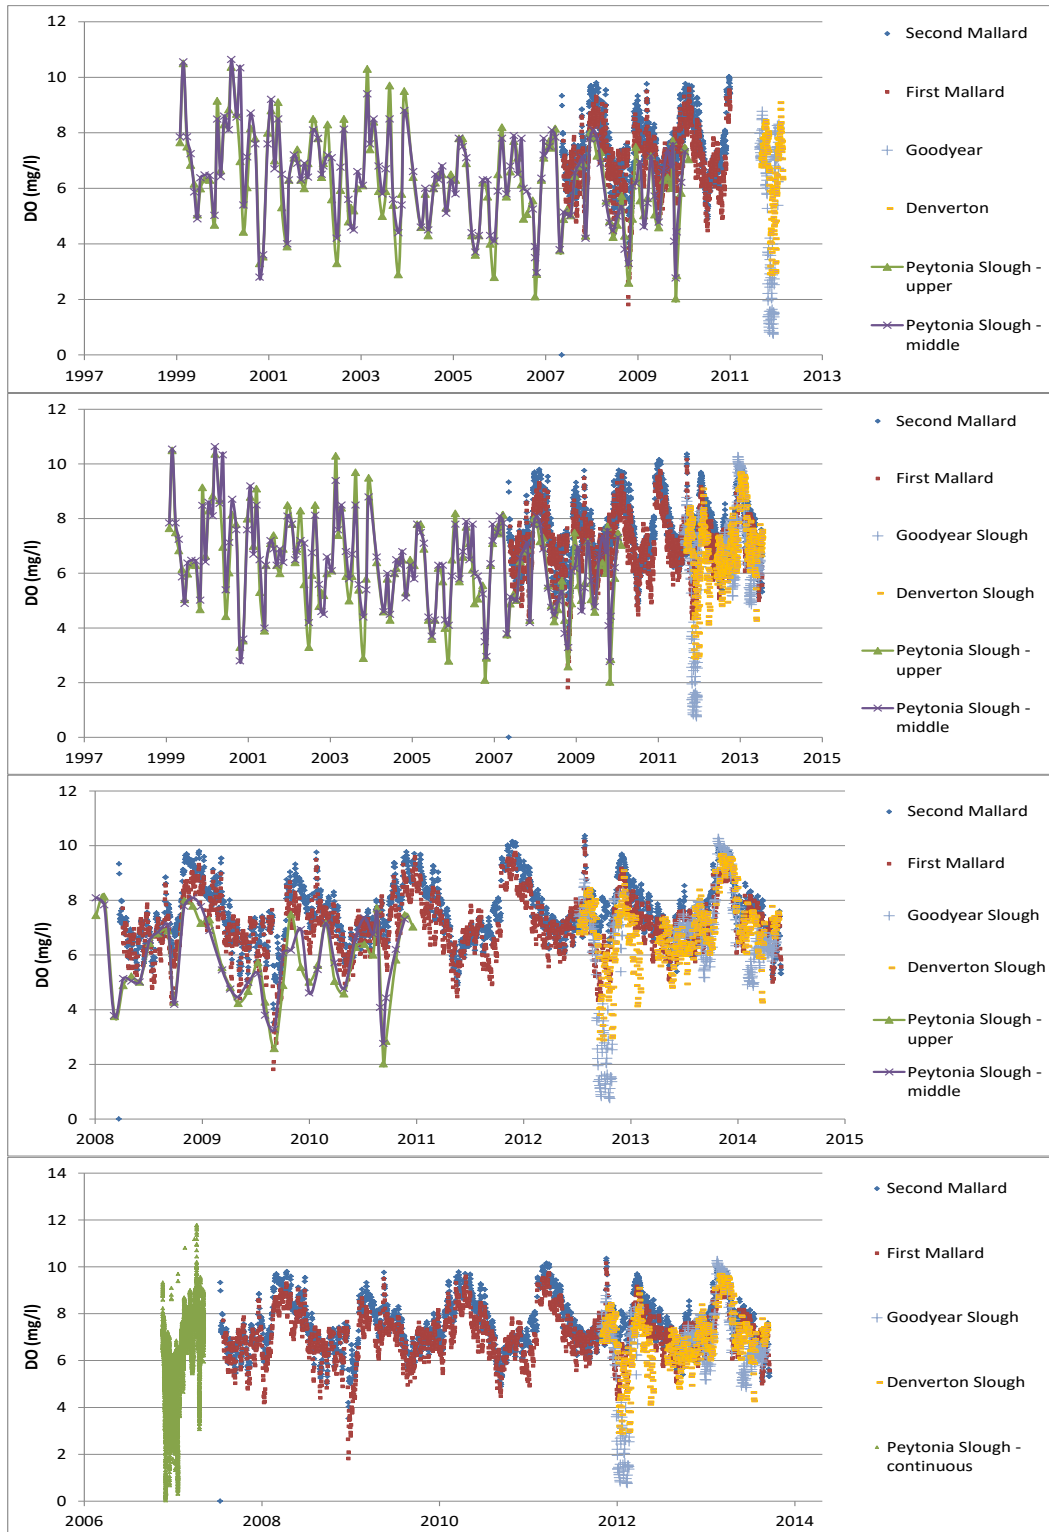 12
10
8
6
4
2
0
DO (mg/l)
1997
1999
2001
2003
2005
2007
2009
2011
2013
Second Mallard
First Mallard
Goodyear
Denverton
Peytonia Slough -
upper
Peytonia Slough -
middle
12
10
8
6
4
2
0
DO (mg/l)
1997
1999
2001
2003
2005
2007
2009
2011
2013
2015
Second Mallard
First Mallard
Goodyear Slough
Denverton Slough
Peytonia Slough -
upper
Peytonia Slough -
middle
12
10
8
6
4
2
0
DO (mg/l)
2008
2009
2010
2011
2012
2013
2014
2015
Second Mallard
First Mallard
Goodyear Slough
Denverton Slough
Peytonia Slough -
upper
Peytonia Slough -
middle
14
12
10
8
6
4
2
0
DO (mg/l)
2006
2008
2010
2012
2014
Second Mallard
First Mallard
Goodyear Slough
Denverton Slough
Peytonia Slough -
continuous